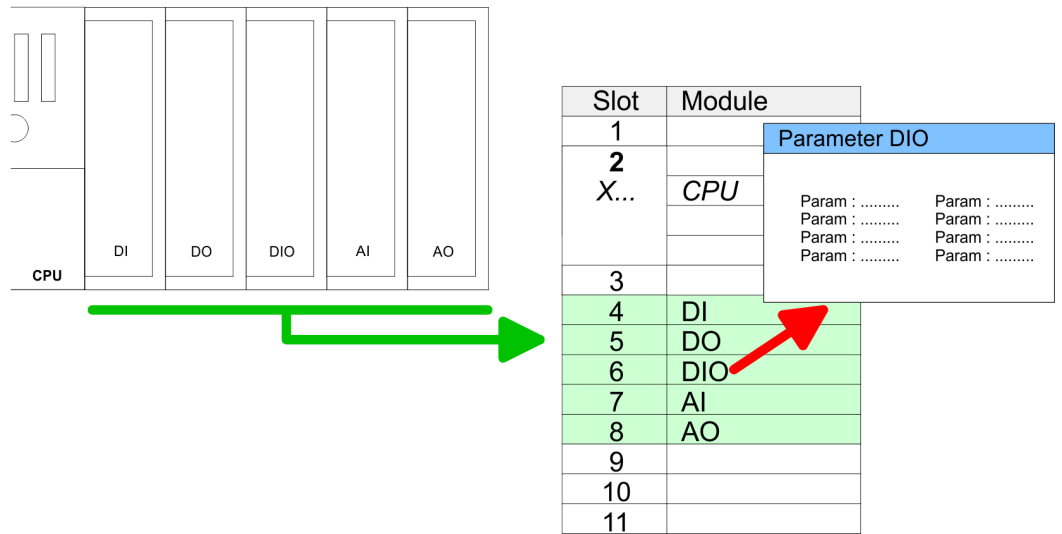 DI DO DIO AI AO
CPU
Slot Module
1
2
X... CPU
3
4 DI
5 DO
6 DIO
7 AI
8 AO
9
10
11
Parameter DIO
Param : ......... Param : .........
Param : ......... Param : .........
Param : ......... Param : .........
Param : ......... Param : .........